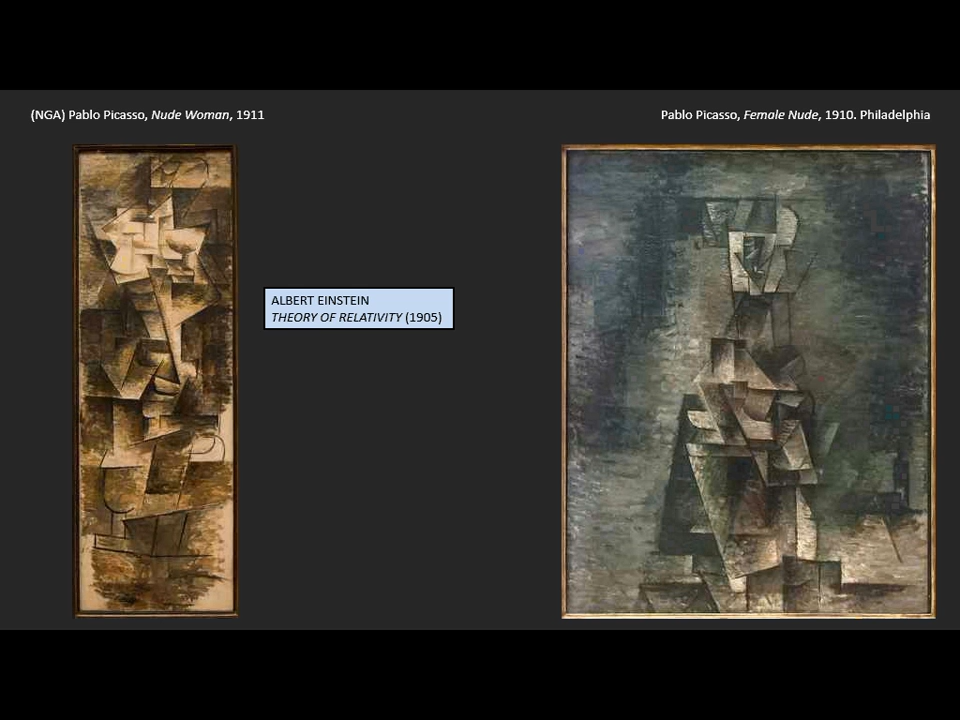 (NGA) Pablo Picasso, Nude Woman, 1911
Pablo Picasso, Female Nude, 1910. Philadelphia
ALBERT EINSTEIN
THEORY OF RELATIVITY (1905)